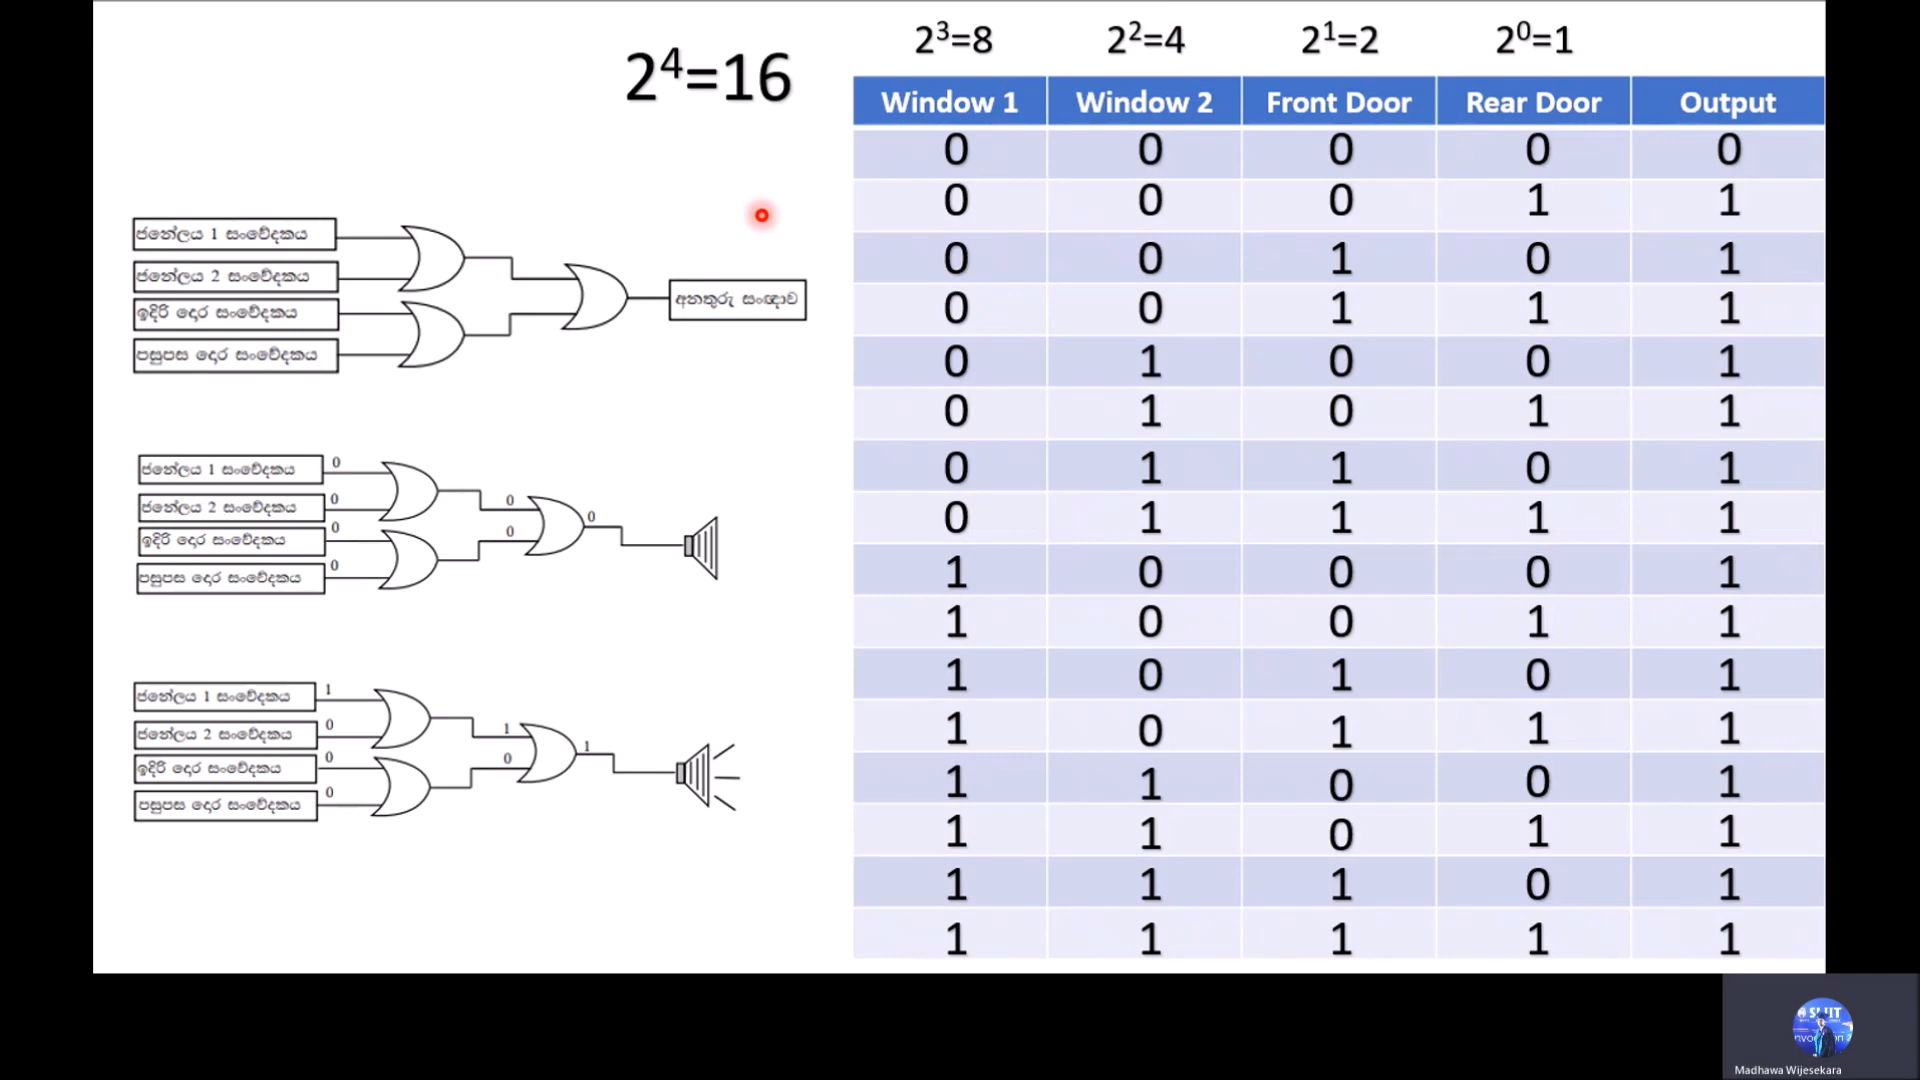 2⁴=16
ජනේලය 1 සංවේදකය
ජනේලය 2 සංවේදකය
ඉදිරි දොර සංවේදකය
පසුපස දොර සංවේදකය
අනතුරු සංඥාව
ජනේලය 1 සංවේදකය 0
ජනේලය 2 සංවේදකය 0
ඉදිරි දොර සංවේදකය 0
පසුපස දොර සංවේදකය 0
0
0
0
ජනේලය 1 සංවේදකය 1
ජනේලය 2 සංවේදකය 0
ඉදිරි දොර සංවේදකය 0
පසුපස දොර සංවේදකය 0
1
0
1
2³=8 2²=4 2¹=2 2⁰=1
Window 1 Window 2 Front Door Rear Door Output
0 0 0 0 0
0 0 0 1 1
0 0 1 0 1
0 0 1 1 1
0 1 0 0 1
0 1 0 1 1
0 1 1 0 1
0 1 1 1 1
1 0 0 0 1
1 0 0 1 1
1 0 1 0 1
1 0 1 1 1
1 1 0 0 1
1 1 0 1 1
1 1 1 0 1
1 1 1 1 1
Madhawa Wijesekara